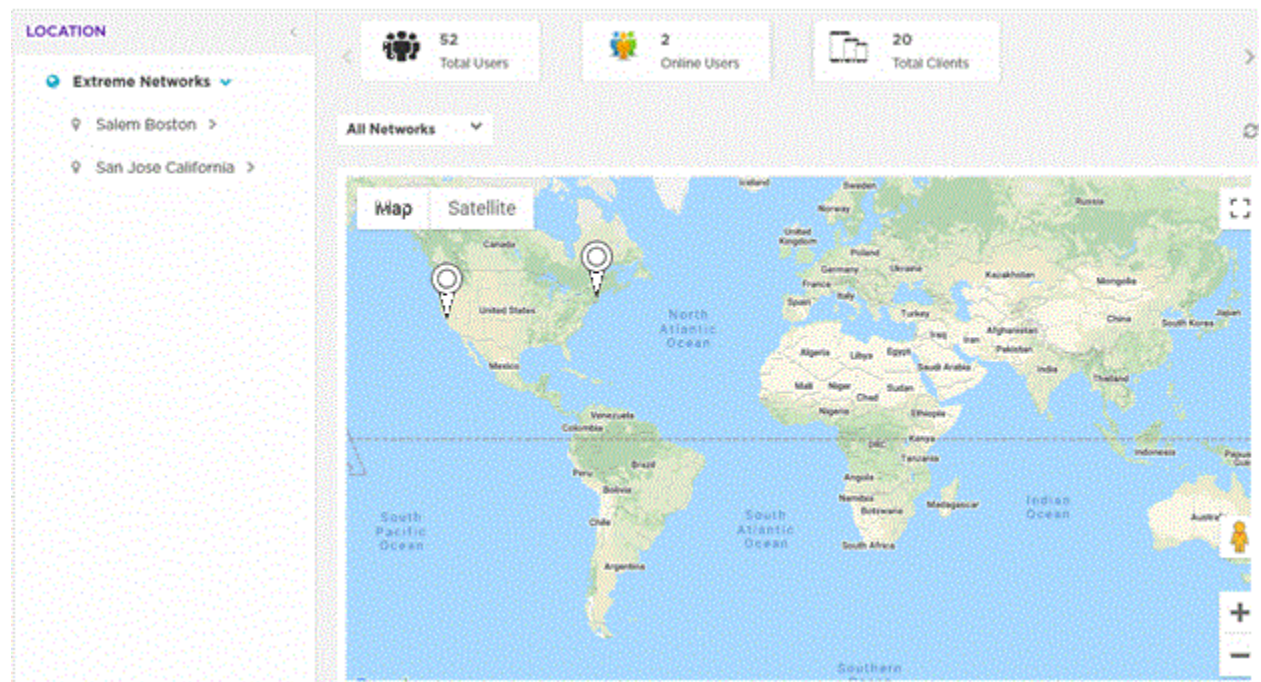 LOCATION
Extreme Networks
Salem Boston
San Jose California
52
Total Users
2
Online Users
20
Total Clients
All Networks
Map
Satellite
Iceland
Sweden
Norway
Russia
United
Kingdom
Canada
Poland
Germany
Ukraine
France
Kazakhstan
Mongolia
Spain
Italy
United States
North
Atlantic
Ocean
Turkey
China
Japan
South Korea
Iraq
Iran
Afghanistan
Pakistan
Algeria
Libya
Egypt
Saudi Arabia
Mexico
India
Thailand
Mali
Niger
Chad
Sudan
Nigeria
Ethiopia
Venezuela
Colombia
DRC
Kenya
Tanzania
Indonesia
Papua
Peru
Brazil
Bolivia
Angola
Namibia
Botswana
Madagascar
Indian
Ocean
South
Pacific
Ocean
South
Atlantic
Ocean
Chile
South Africa
Argentina
Southern